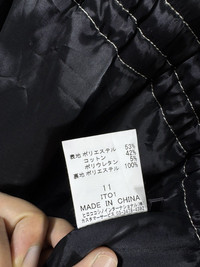 表地 ポリエステル 53%
コットン 42%
ポリウレタン 5%
裏地 ポリエステル 100%
11
IT01
MADE IN CHINA